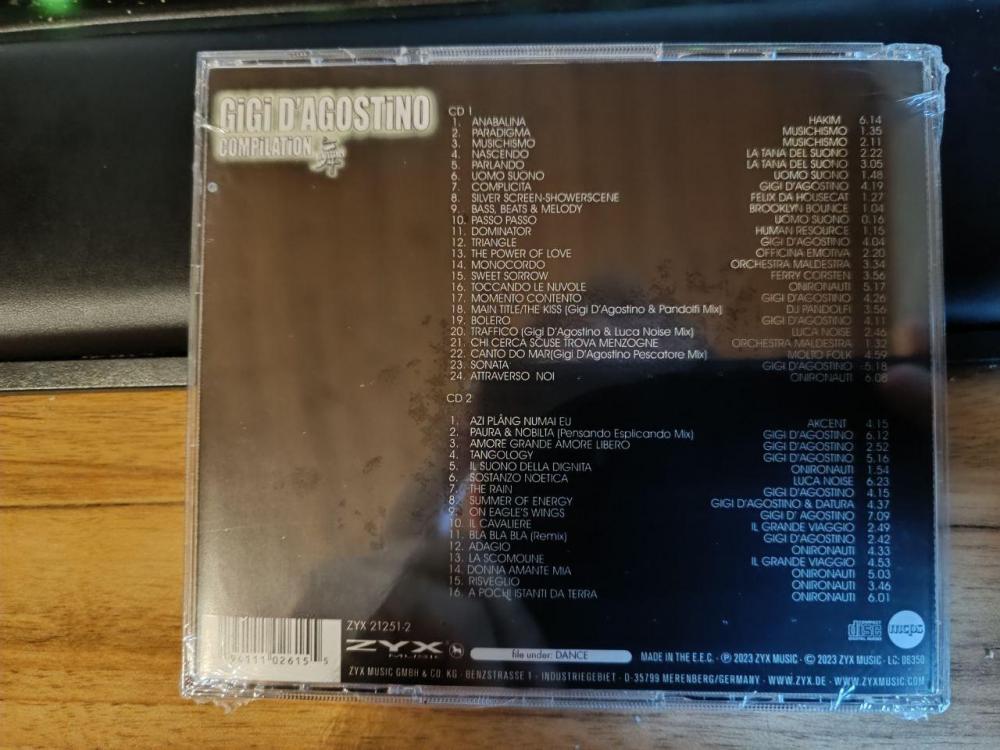 GiGi D'AGOSTiNO
COMPiLATiON
CD 1
1. ANABALINA HAKIM 6.14
2. PARADIGMA MUSICHISMO 1.35
3. MUSICHISMO MUSICHISMO 2.11
4. NASCENDO LA TANA DEL SUONO 2.22
5. PARLANDO LA TANA DEL SUONO 3.05
6. UOMO SUONO UOMO SUONO 1.48
7. COMPLICITA GIGI D'AGOSTINO 4.19
8. SILVER SCREEN-SHOWERSCENE FELIX DA HOUSECAT 1.27
9. BASS, BEATS & MELODY BROOKLYN BOUNCE 1.04
10. PASSO PASSO UOMO SUONO 0.16
11. DOMINATOR HUMAN RESOURCE 1.15
12. TRIANGLE GIGI D'AGOSTINO 4.04
13. THE POWER OF LOVE OFFICINA EMOTIVA 2.20
14. MONOCORDO ORCHESTRA MALDESTRA 3.34
15. SWEET SORROW FERRY CORSTEN 3.56
16. TOCCANDO LE NUVOLE ONIRONAUTI 5.17
17. MOMENTO CONTENTO GIGI D'AGOSTINO 4.26
18. MAIN TITLE/THE KISS (Gigi D'Agostino & Pandolfi Mix) DJ PANDOLFI 3.56
19. BOLERO GIGI D'AGOSTINO 4.11
20. TRAFFICO (Gigi D'Agostino & Luca Noise Mix) LUCA NOISE 2.46
21. CHI CERCA SCUSE TROVA MENZOGNE ORCHESTRA MALDESTRA 1.32
22. CANTO DO MAR(Gigi D'Agostino Pescatore Mix) MOLTO FOLK 4.59
23. SONATA GIGI D'AGOSTINO 5.18
24. ATTRAVERSO NOI ONIRONAUTI 6.08
CD 2
1. AZI PLÂNG NUMAI EU AKCENT 4.15
2. PAURA & NOBILTA (Pensando Esplicando Mix) GIGI D'AGOSTINO 6.12
3. AMORE GRANDE AMORE LIBERO GIGI D'AGOSTINO 2.52
4. TANGOLOGY GIGI D'AGOSTINO 5.16
5. IL SUONO DELLA DIGNITA ONIRONAUTI 1.54
6. SOSTANZO NOETICA LUCA NOISE 6.23
7. THE RAIN GIGI D'AGOSTINO 4.15
8. SUMMER OF ENERGY GIGI D'AGOSTINO & DATURA 4.37
9. ON EAGLE'S WINGS GIGI D' AGOSTINO 7.09
10. IL CAVALIERE IL GRANDE VIAGGIO 2.49
11. BLA BLA BLA (Remix) GIGI D'AGOSTINO 2.42
12. ADAGIO ONIRONAUTI 4.33
13. LA SCOMOUNE IL GRANDE VIAGGIO 4.53
14. DONNA AMANTE MIA ONIRONAUTI 5.03
15. RISVEGLIO ONIRONAUTI 3.46
16. A POCHI ISTANTI DA TERRA ONIRONAUTI 6.01
ZYX 21251-2
COMPACT disc DIGITAL AUDIO
mcps
ZYX MUSIC
file under: DANCE
MADE IN THE E.E.C. · ℗ 2023 ZYX MUSIC · © 2023 ZYX MUSIC · LC: 06350
ZYX MUSIC GMBH & CO. KG · BENZSTRASSE 1 · INDUSTRIEGEBIET · D-35799 MERENBERG/GERMANY · WWW.ZYX.DE · WWW.ZYXMUSIC.COM
94111 02615 5